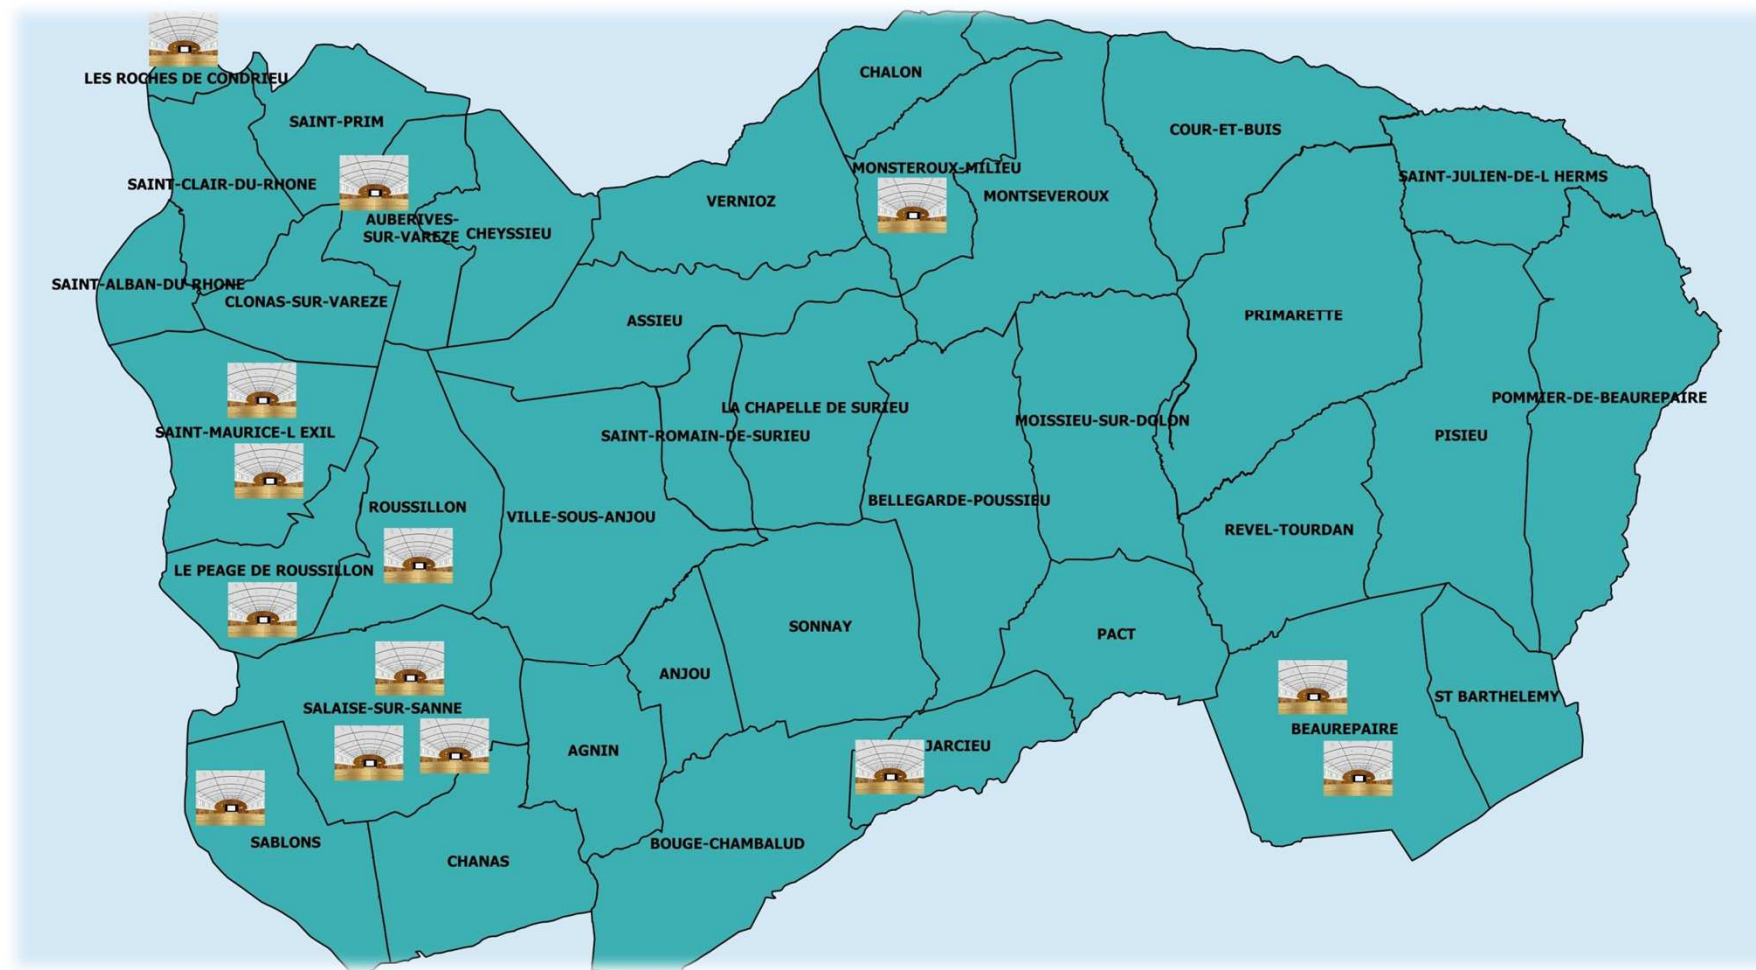 CHALON
LES ROCHES DE CONDRIEU
SAINT-PRIM
COUR-ET-BUIS
MONSTEROUX-MILIEU
SAINT-JULIEN-DE-L HERMS
SAINT-CLAIR-DU-RHONE
MONTSEVEROUX
VERNIOZ
AUBERIVES-
SUR-VAREZE
CHEYSSIEU
SAINT-ALBAN-DU-RHONE
CLONAS-SUR-VAREZE
PRIMARETTE
ASSIEU
POMMIER-DE-BEAUREPAIRE
LA CHAPELLE DE SURIEU
MOISSIEU-SUR-DOLON
SAINT-MAURICE-L EXIL
SAINT-ROMAIN-DE-SURIEU
PISIEU
BELLEGARDE-POUSSIEU
ROUSSILLON
VILLE-SOUS-ANJOU
REVEL-TOURDAN
LE PEAGE DE ROUSSILLON
SONNAY
PACT
ANJOU
ST BARTHELEMY
SALAISE-SUR-SANNE
BEAUREPAIRE
JARCIEU
AGNIN
SABLONS
BOUGE-CHAMBALUD
CHANAS